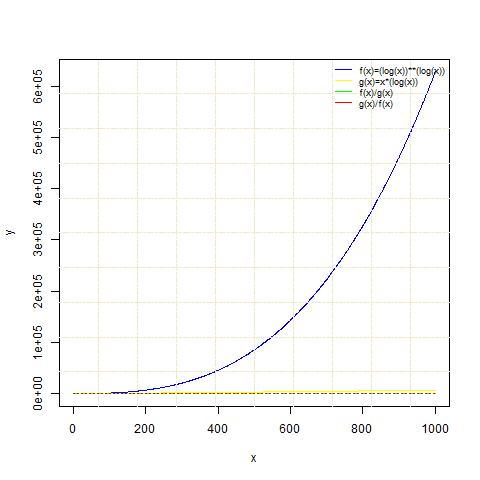 f(x)=(log(x))**(log(x))
g(x)=x*(log(x))
f(x)/g(x)
g(x)/f(x)
y
0e+00 1e+05 2e+05 3e+05 4e+05 5e+05 6e+05
0 200 400 600 800 1000
x